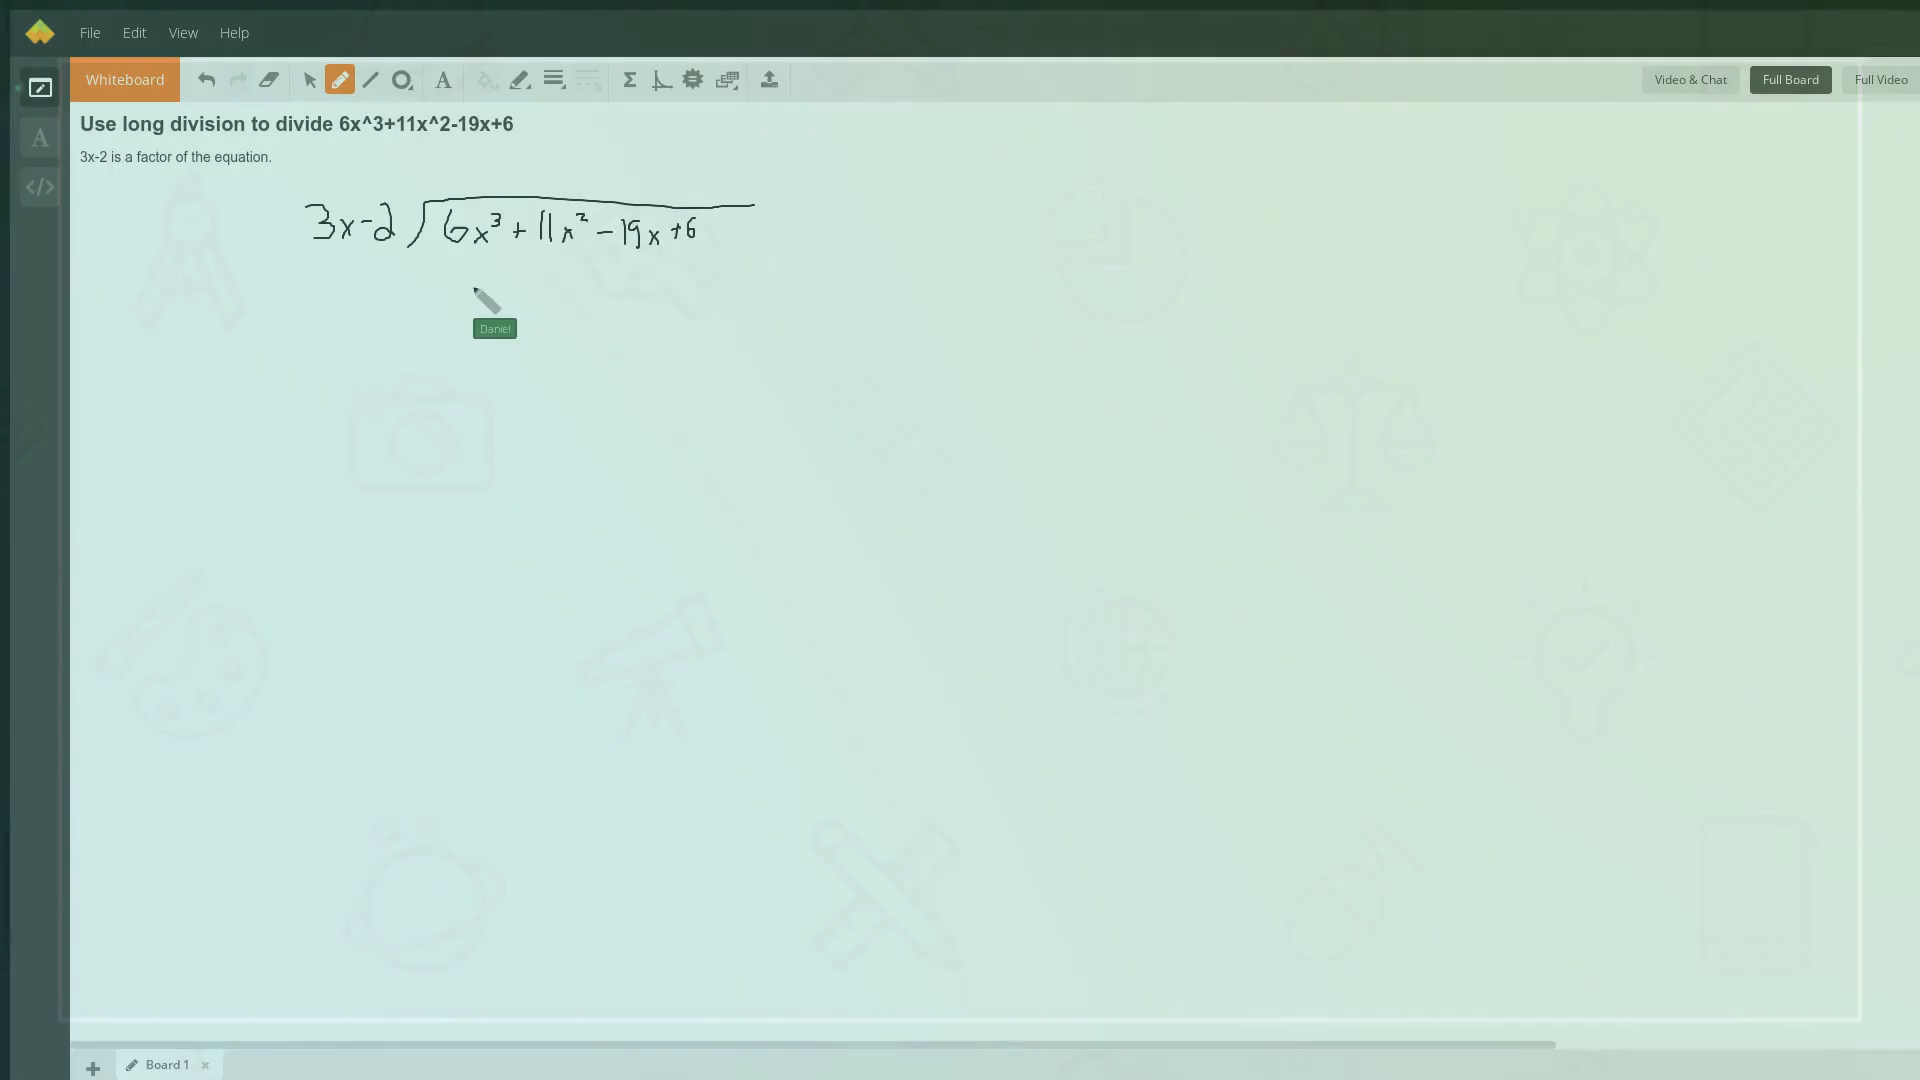 File Edit View Help
Whiteboard A Σ Video & Chat Full Board Full Video
A
</>
Use long division to divide 6x^3+11x^2-19x+6
3x-2 is a factor of the equation.
3x-2 6x³+11x²-19x+6
Daniel
+ Board 1 ×